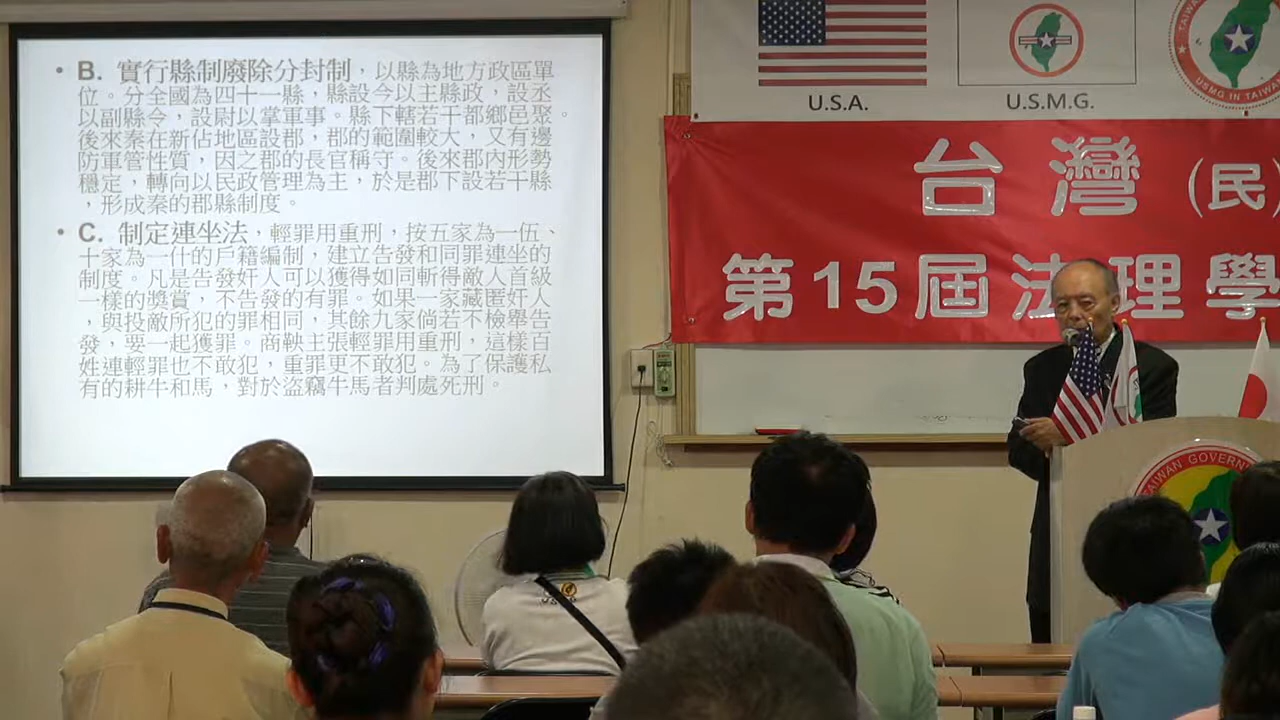 B. 實行縣制廢除分封制，以縣為地方政區單
位。分全國為四十一縣，縣設令以主縣政，設丞
以副縣令，設尉以掌軍事。縣下轄若干都鄉邑聚。
後來秦在新佔地區設郡，郡的範圍較大，又有邊
防軍管性質，因之郡的長官稱守。後來郡內形勢
穩定，轉向以民政管理為主，於是郡下設若干縣
，形成秦的郡縣制度。
C. 制定連坐法，輕罪用重刑，按五家為一伍、
十家為一什的戶籍編制，建立告發和同罪連坐的
制度。凡是告發奸人可以獲得如同斬得敵人首級
一樣的獎賞，不告發的有罪。如果一家藏匿奸人
，與投敵所犯的罪相同，其餘九家倘若不檢舉告
發，要一起獲罪。商鞅主張輕罪用重刑，這樣百
姓連輕罪也不敢犯，重罪更不敢犯。為了保護私
有的耕牛和馬，對於盜竊牛馬者判處死刑。
U.S.A.
U.S.M.G.
USMG IN TAIWAN
台灣(民
第15屆法理學
TAIWAN GOVERN